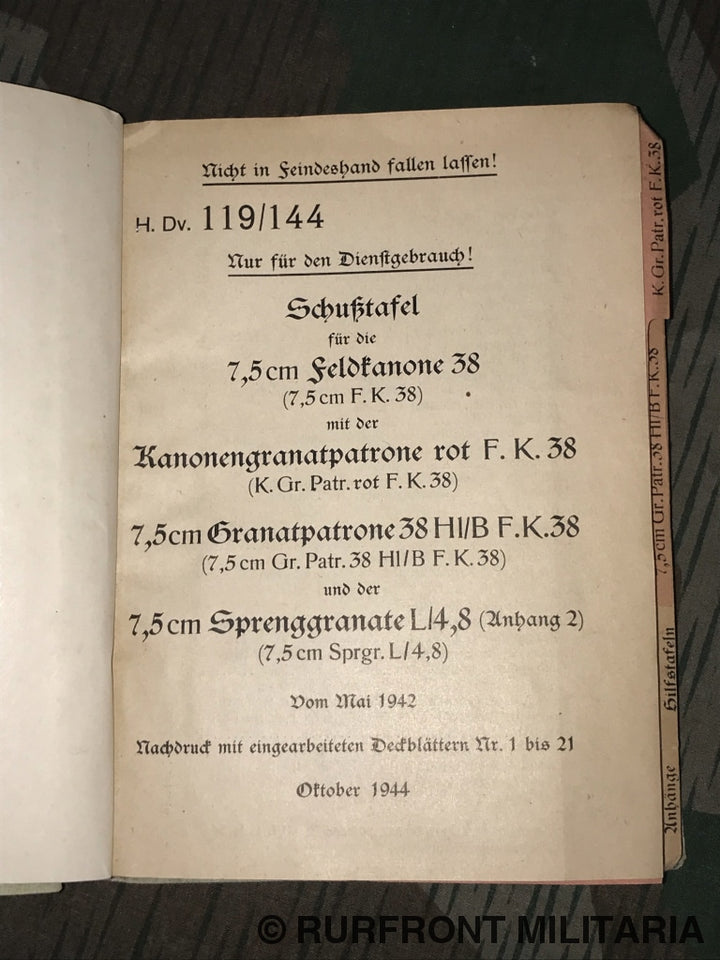 Nicht in Feindeshand fallen lassen!
H. Dv. 119/144
Nur für den Dienstgebrauch!
Schußtafel
für die
7,5 cm Feldkanone 38
(7,5 cm F. K. 38)
mit der
Kanonengranatpatrone rot F. K. 38
(K. Gr. Patr. rot F. K. 38)
7,5 cm Granatpatrone 38 Hl/B F.K.38
(7,5 cm Gr. Patr. 38 Hl/B F. K. 38)
und der
7,5 cm Sprenggranate L/4,8 (Anhang 2)
(7,5 cm Sprgr. L/4,8)
Vom Mai 1942
Nachdruck mit eingearbeiteten Deckblättern Nr. 1 bis 21
Oktober 1944
K. Gr. Patr. rot F. K. 38
7,5 cm Gr. Patr. 38 Hl/B F. K. 38
Hilfstafeln
Anhänge
© RURFRONT MILITARIA